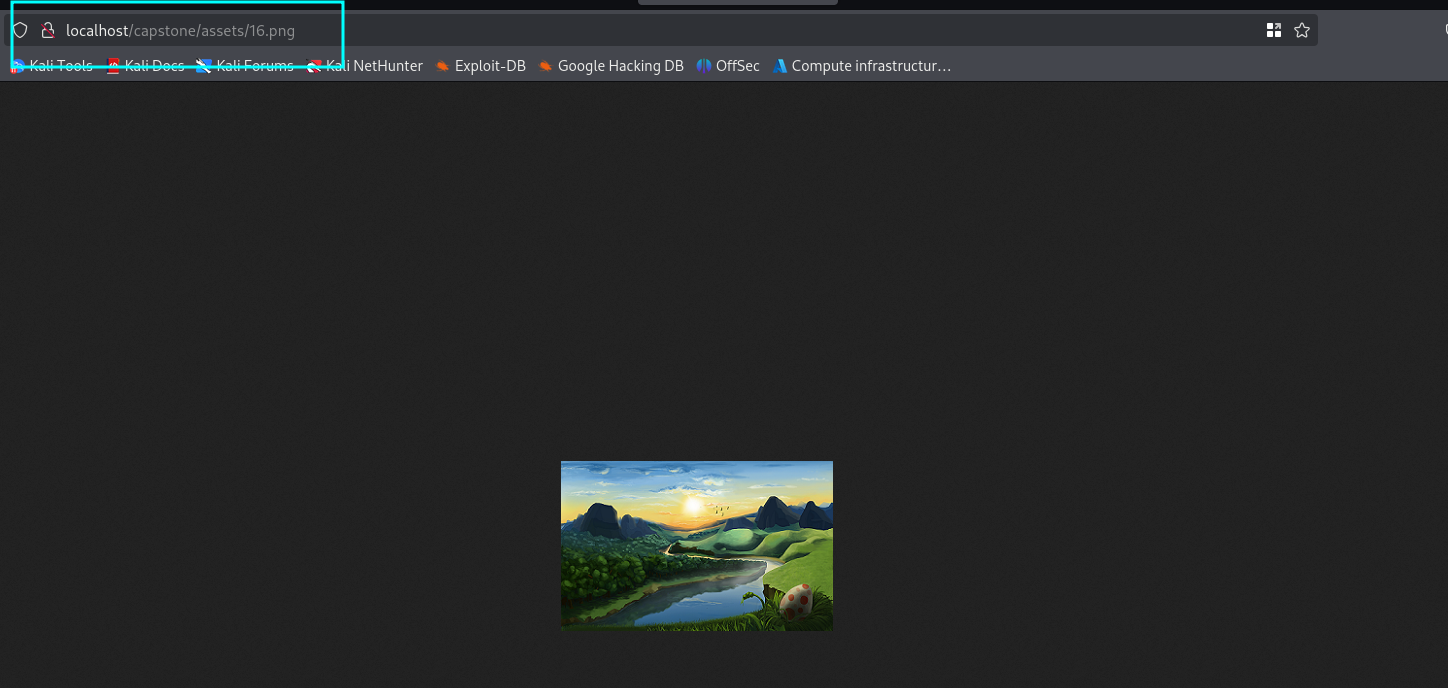 localhost/capstone/assets/16.png
Kali Tools Kali Docs Kali Forums Kali NetHunter Exploit-DB Google Hacking DB OffSec Compute infrastructur…